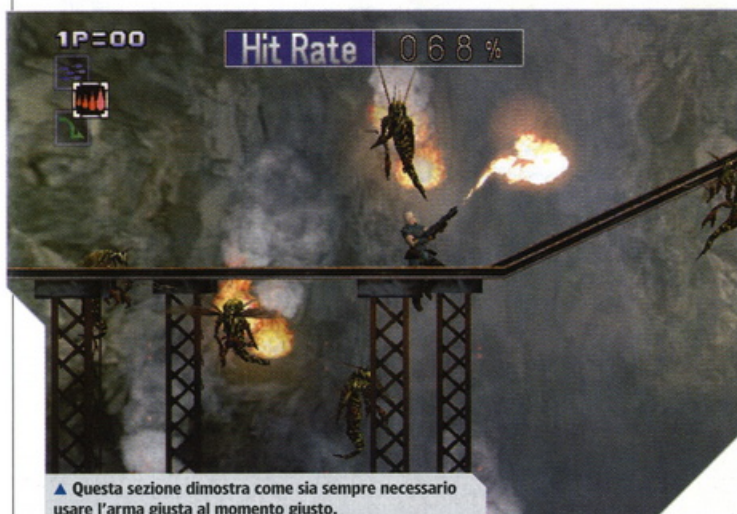 1P=00
Hit Rate 068%
▲ Questa sezione dimostra come sia sempre necessario
usare l'arma giusta al momento giusto.